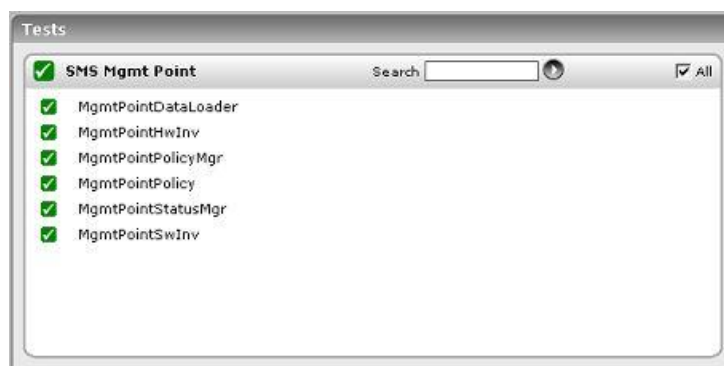 Tests
SMS Mgmt Point Search All
MgmtPointDataLoader
MgmtPointHwInv
MgmtPointPolicyMgr
MgmtPointPolicy
MgmtPointStatusMgr
MgmtPointSwInv